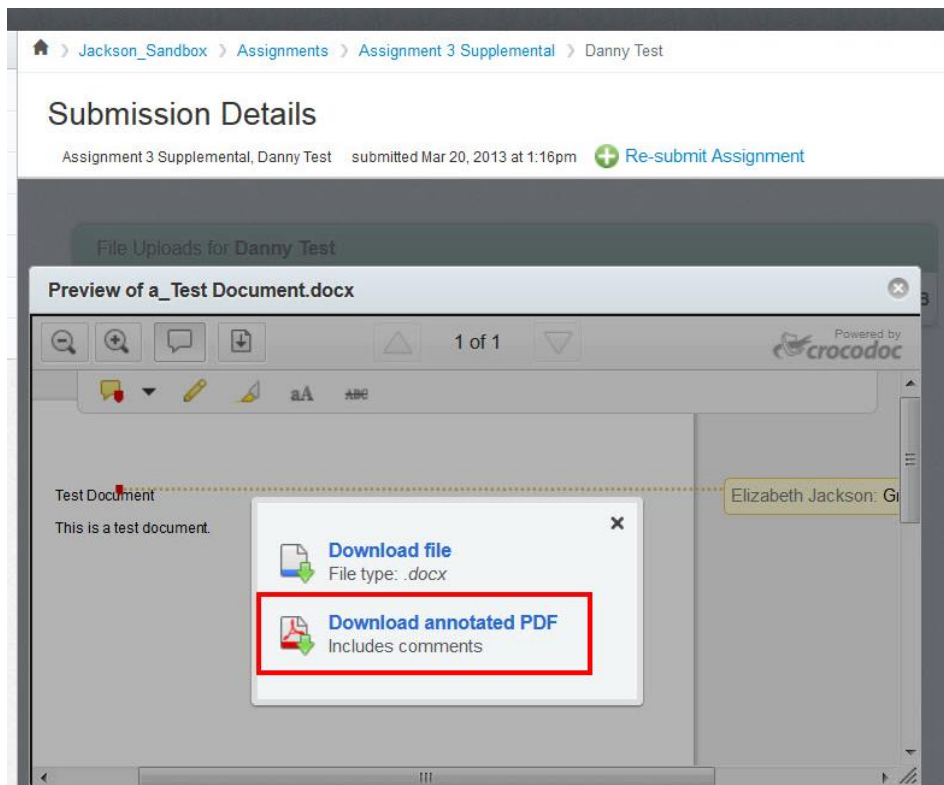 Jackson_Sandbox > Assignments > Assignment 3 Supplemental > Danny Test
Submission Details
Assignment 3 Supplemental, Danny Test submitted Mar 20, 2013 at 1:16pm Re-submit Assignment
File Uploads for Danny Test
Preview of a_Test Document.docx
1 of 1
Powered by
crocodoc
aA ABC
Test Document
Elizabeth Jackson:
This is a test document.
Download file
File type: .docx
Download annotated PDF
Includes comments